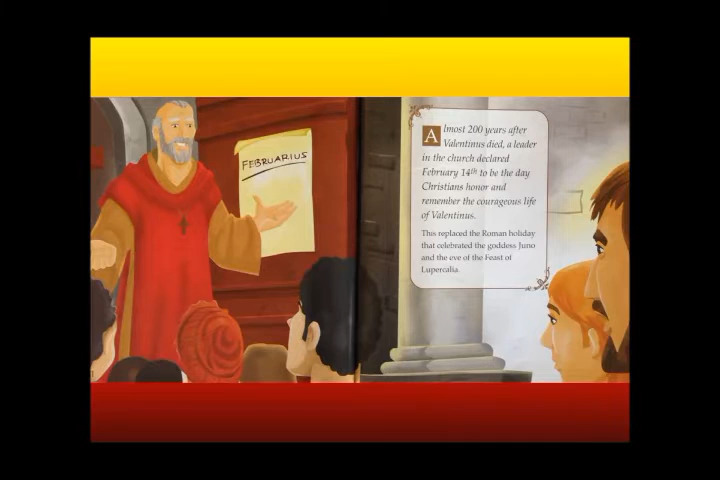 FEBRUARIUS
Almost 200 years after
Valentinus died, a leader
in the church declared
February 14th to be the day
Christians honor and
remember the courageous life
of Valentinus.
This replaced the Roman holiday
that celebrated the goddess Juno
and the eve of the Feast of
Lupercalia.